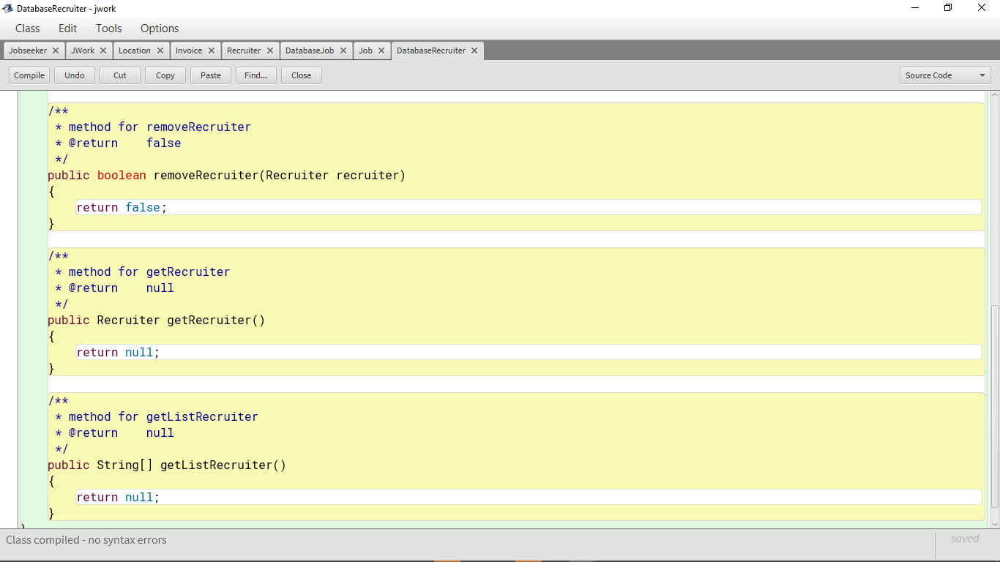 DatabaseRecruiter - jwork
Class Edit Tools Options
Jobseeker JWork Location Invoice Recruiter DatabaseJob Job DatabaseRecruiter
Compile Undo Cut Copy Paste Find... Close Source Code
/**
* method for removeRecruiter
* @return false
*/
public boolean removeRecruiter(Recruiter recruiter)
{
return false;
}
/**
* method for getRecruiter
* @return null
*/
public Recruiter getRecruiter()
{
return null;
}
/**
* method for getListRecruiter
* @return null
*/
public String[] getListRecruiter()
{
return null;
}
Class compiled - no syntax errors
saved